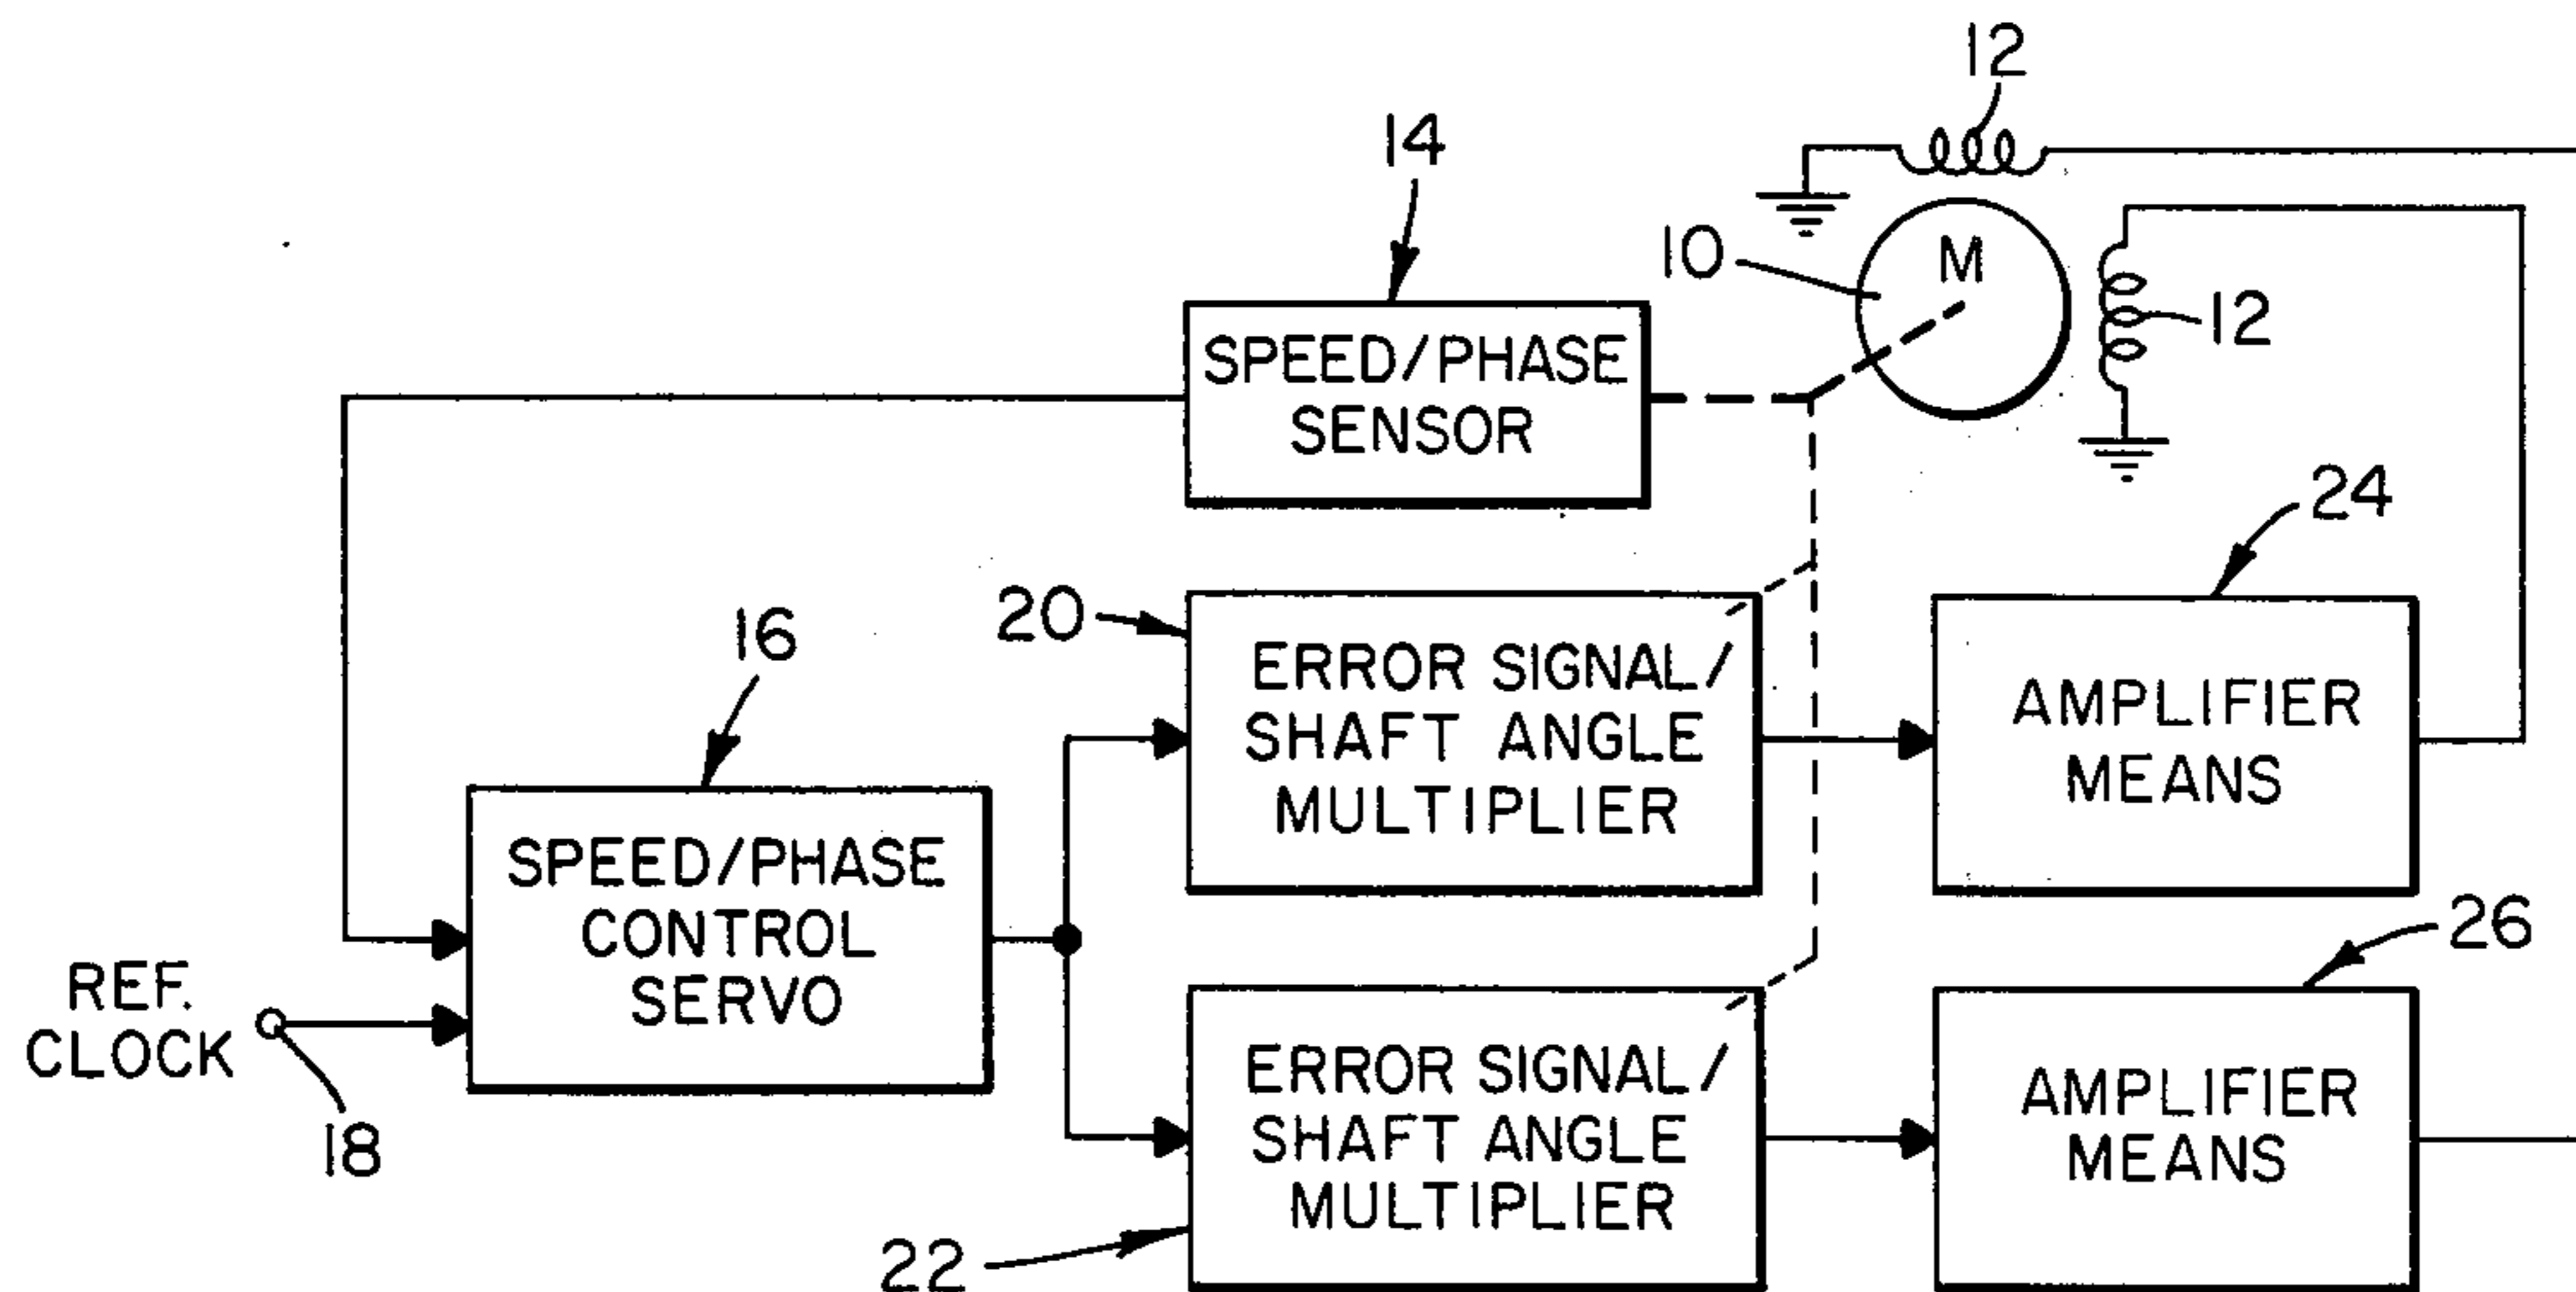 12
14
10
M
12
SPEED/PHASE
SENSOR
24
20
16
ERROR SIGNAL/
SHAFT ANGLE
MULTIPLIER
AMPLIFIER
MEANS
SPEED/PHASE
CONTROL
SERVO
26
REF.
CLOCK
18
ERROR SIGNAL/
SHAFT ANGLE
MULTIPLIER
AMPLIFIER
MEANS
22